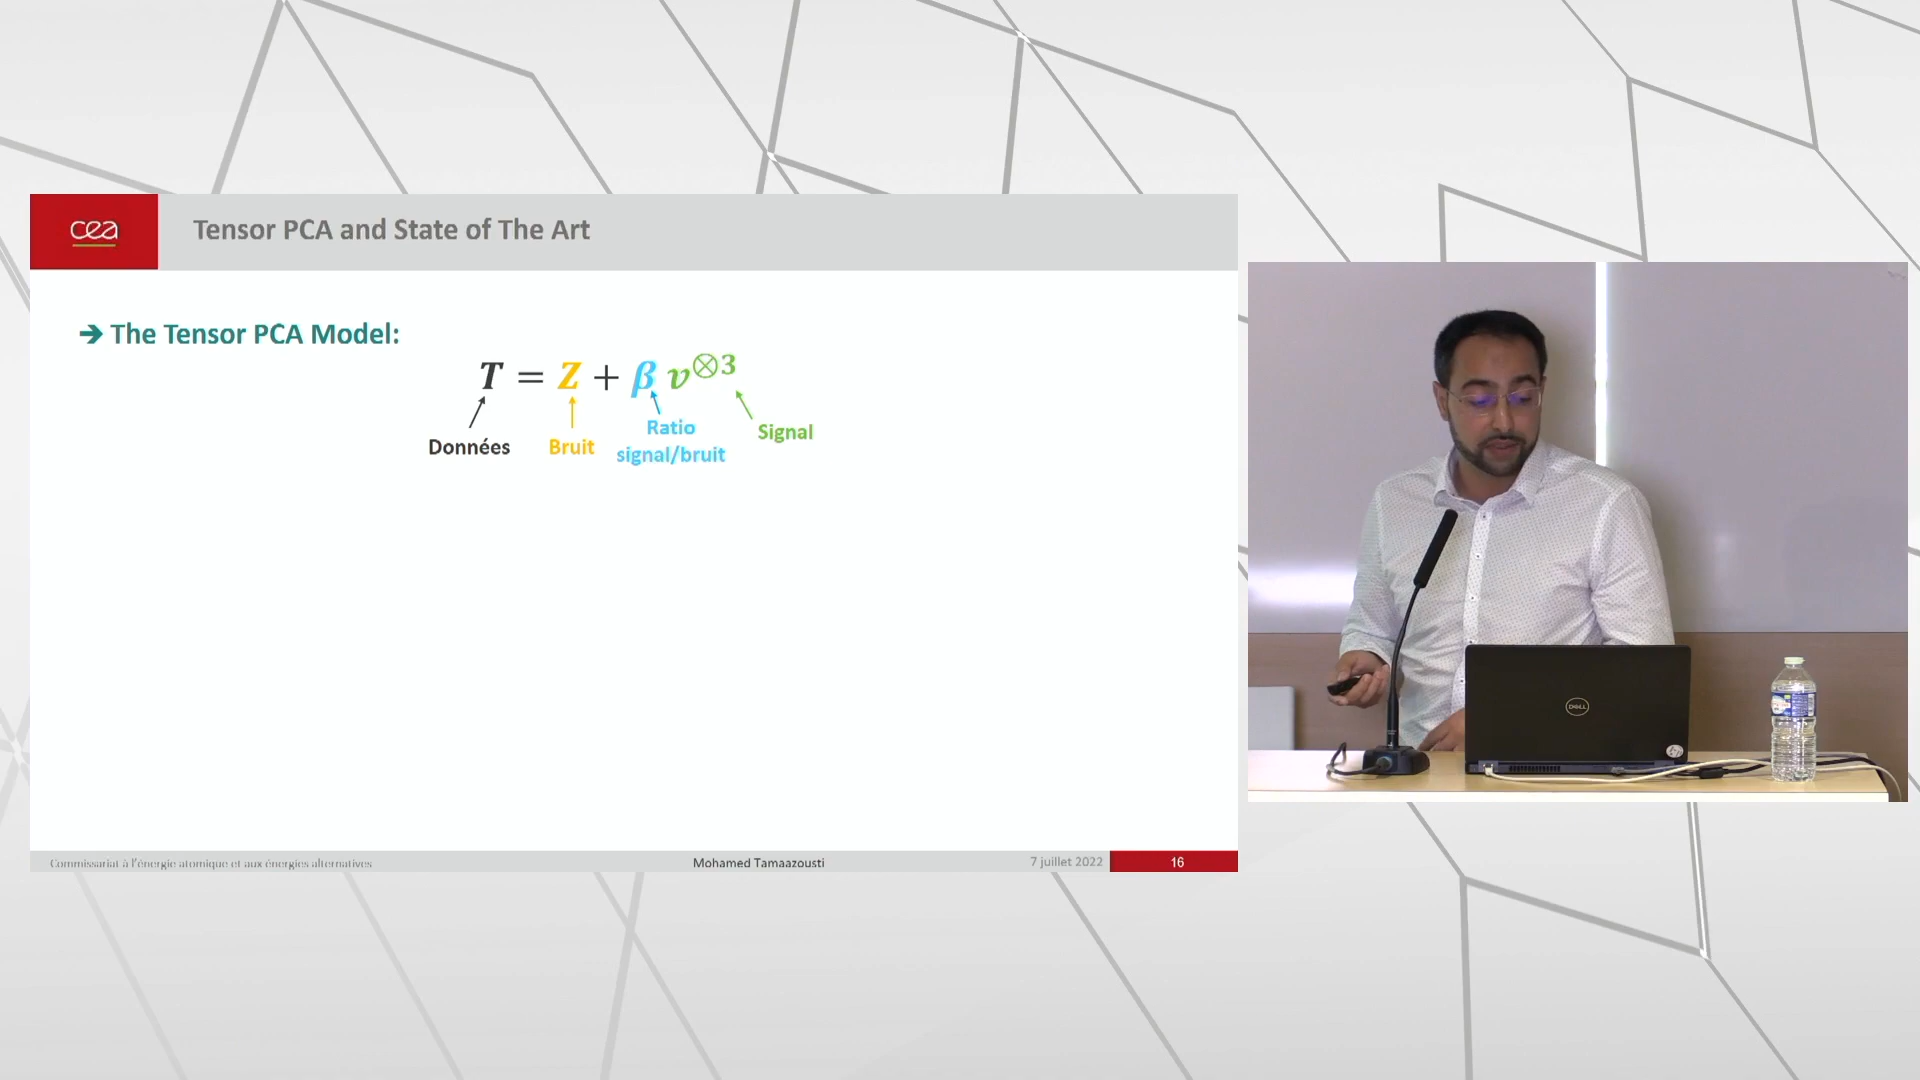 cea
Tensor PCA and State of The Art
➔ The Tensor PCA Model:
T = Z + β v⊗3
Données
Bruit
Ratio
signal/bruit
Signal
Commissariat à l'énergie atomique et aux énergies alternatives
Mohamed Tamaazousti
7 juillet 2022
16
DELL